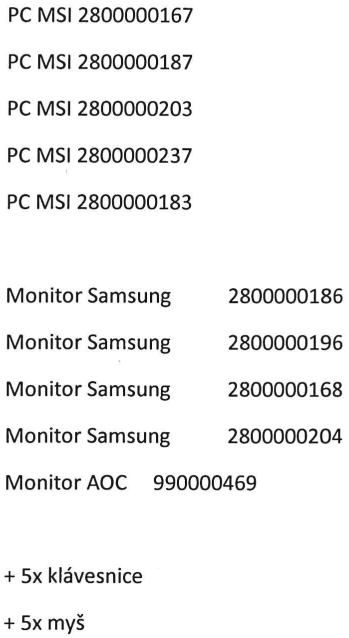 PC MSI 2800000167
PC MSI 2800000187
PC MSI 2800000203
PC MSI 2800000237
PC MSI 2800000183
Monitor Samsung 2800000186
Monitor Samsung 2800000196
Monitor Samsung 2800000168
Monitor Samsung 2800000204
Monitor AOC 990000469
+ 5x klávesnice
+ 5x myš